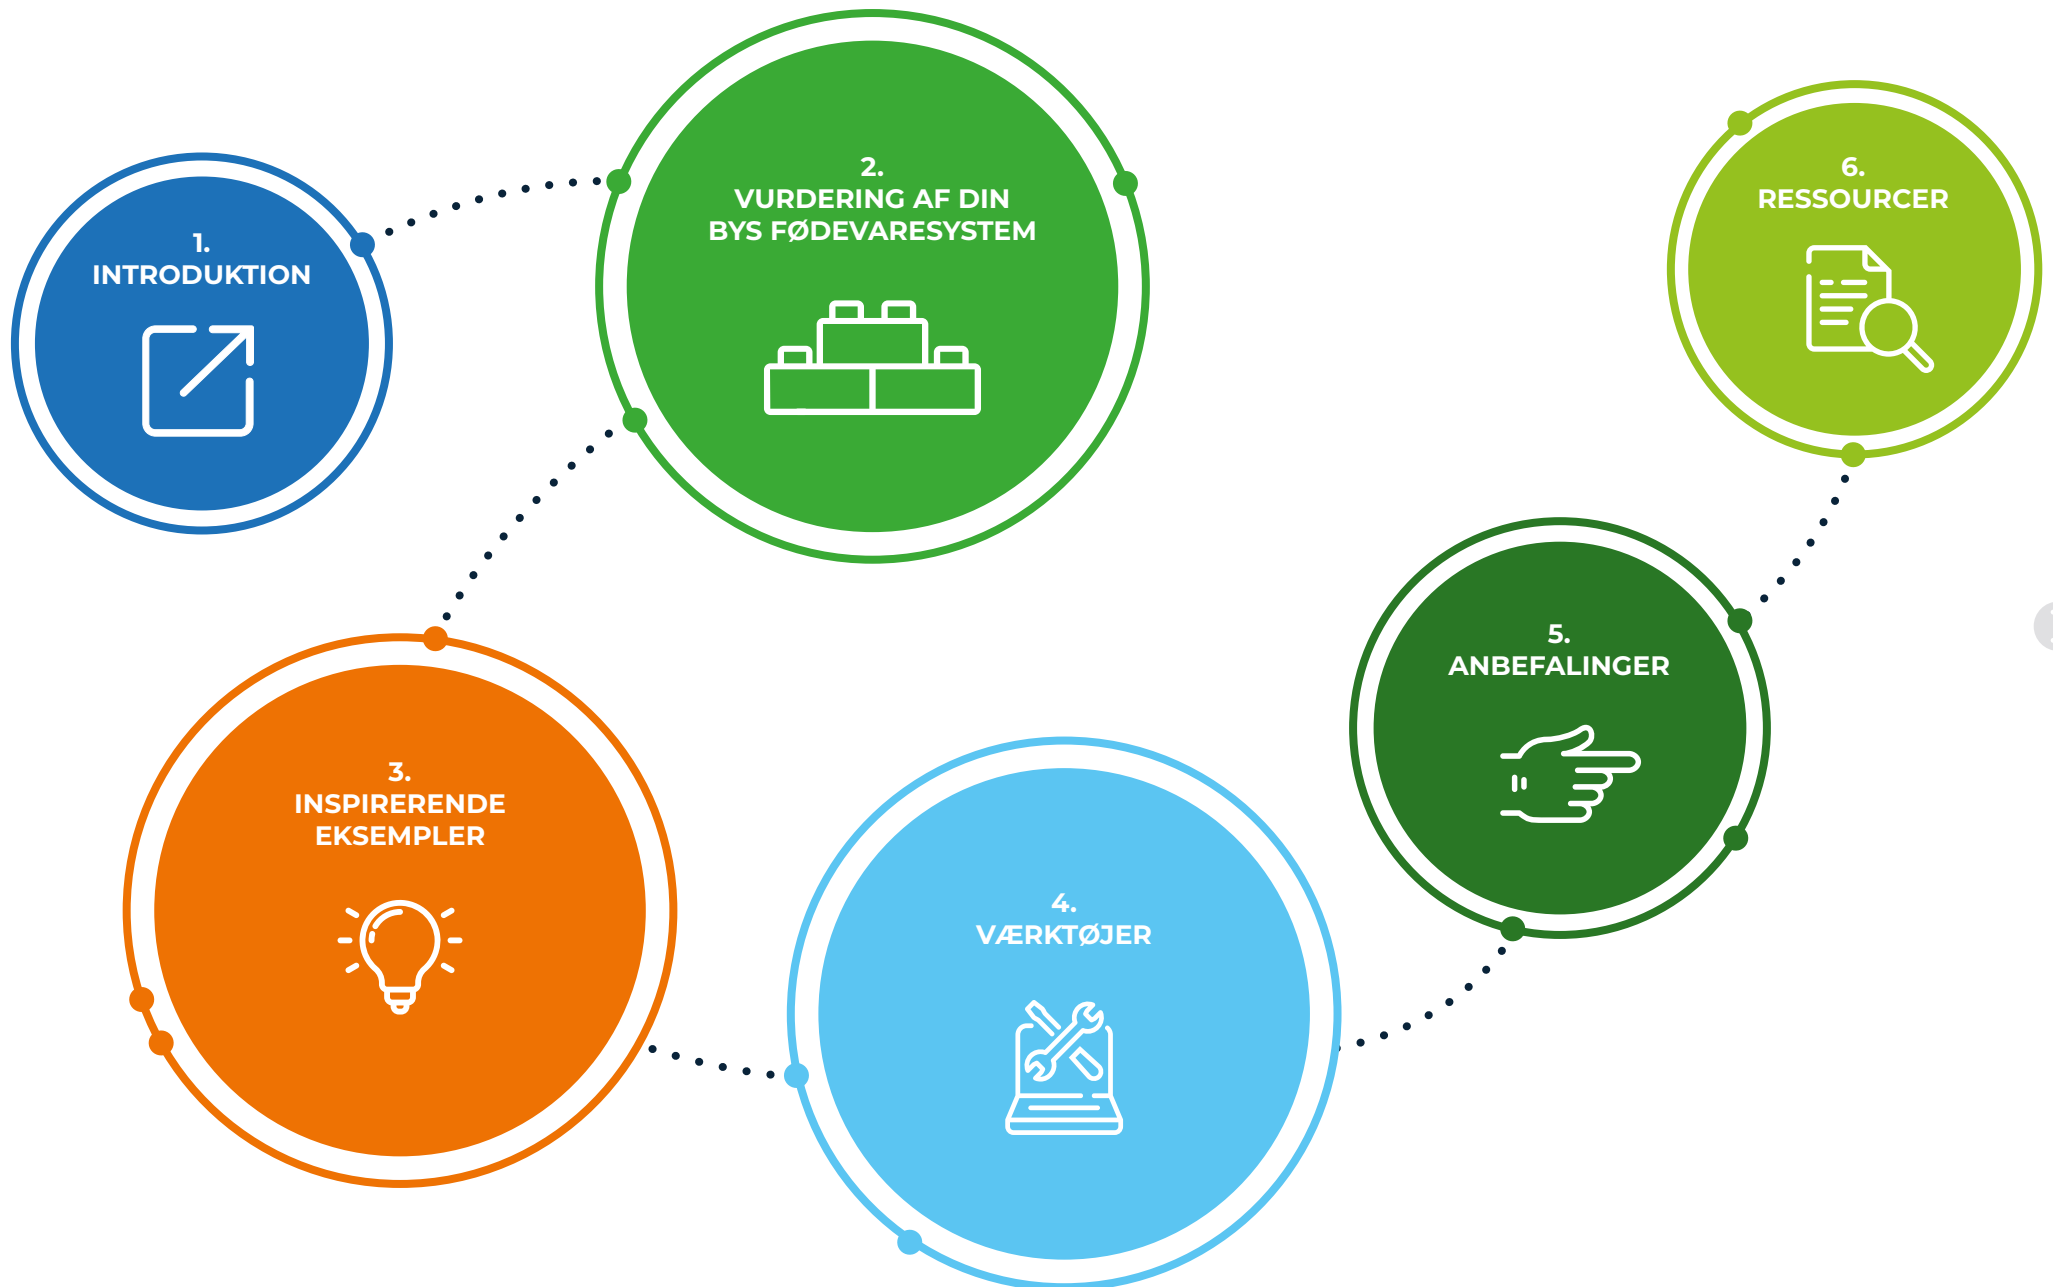 1.
INTRODUKTION
2.
VURDERING AF DIN
BYS FØDEVARESYSTEM
3.
INSPIRERENDE
EKSEMPLER
4.
VÆRKTØJER
5.
ANBEFALINGER
6.
RESSOURCER